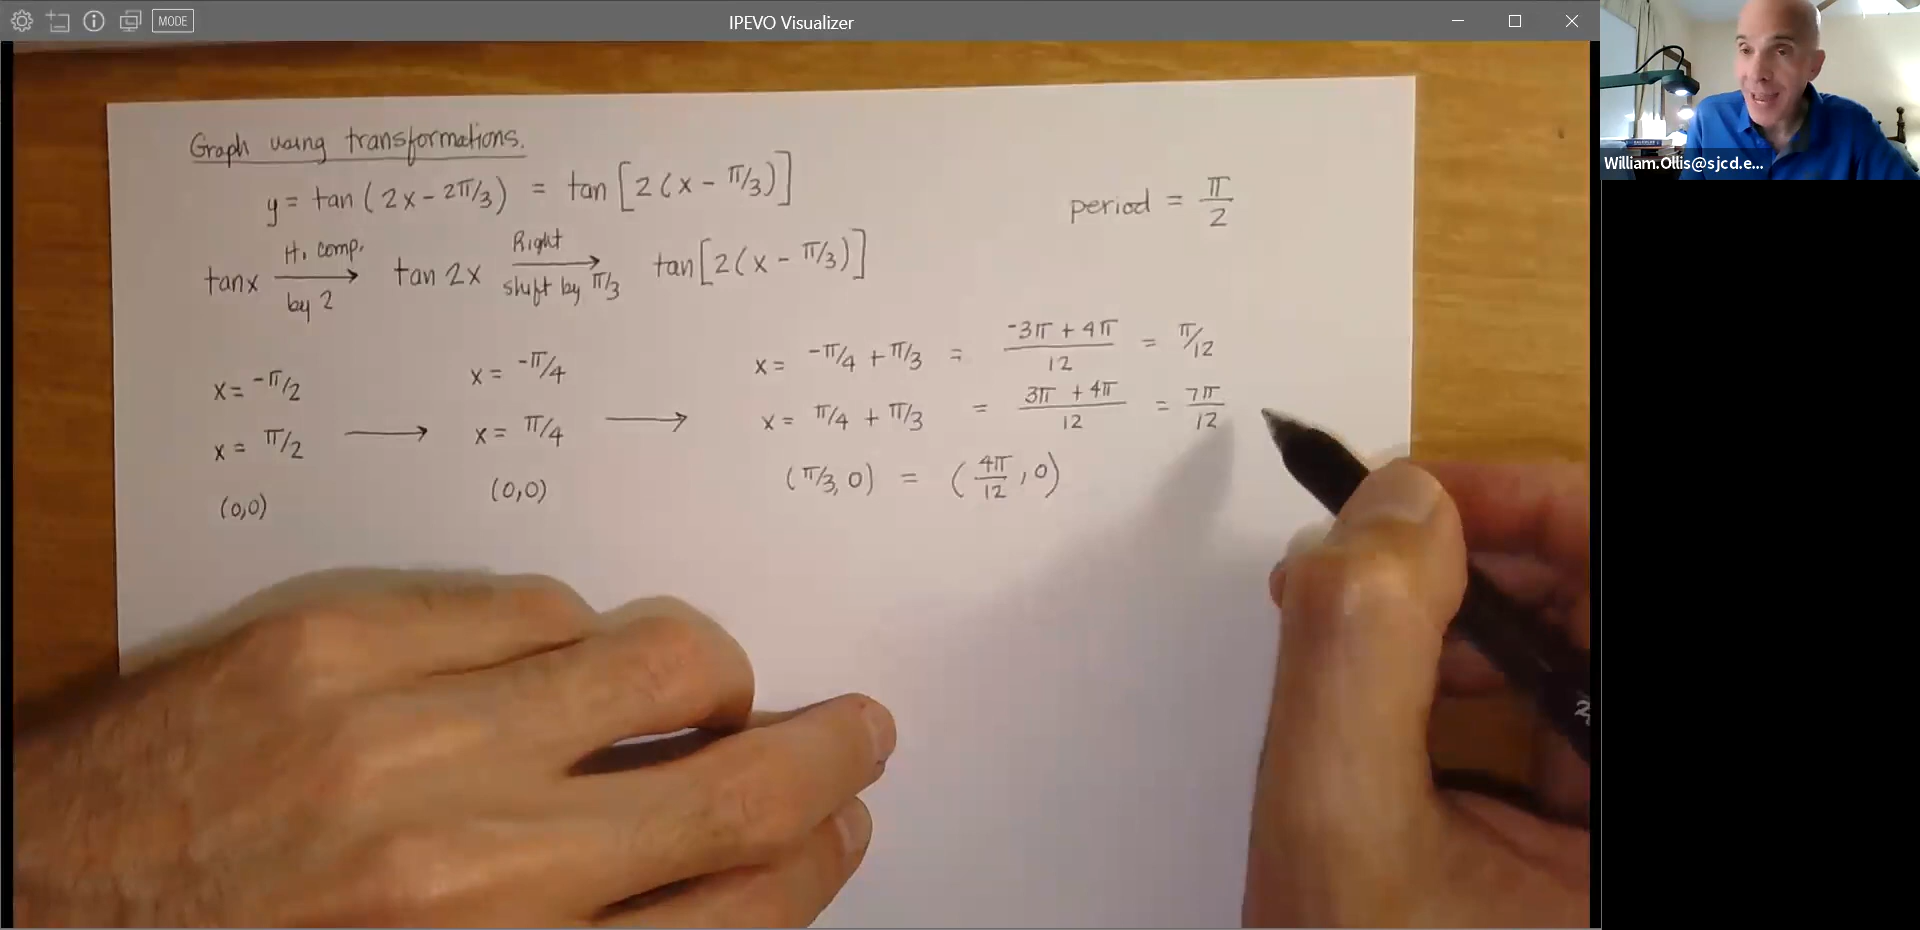 MODE
IPEVO Visualizer
William.Ollis@sjcd.e...
Graph using transformations.
y = tan (2x - 2π/3) = tan [2(x - π/3)]
period = π/2
tanx H. comp. by 2 → tan 2x Right shift by π/3 → tan[2(x - π/3)]
x = -π/2
x = π/2 →
(0,0)
x = -π/4
x = π/4 →
(0,0)
x = -π/4 + π/3 = (-3π + 4π)/12 = π/12
x = π/4 + π/3 = (3π + 4π)/12 = 7π/12
(π/3, 0) = (4π/12, 0)